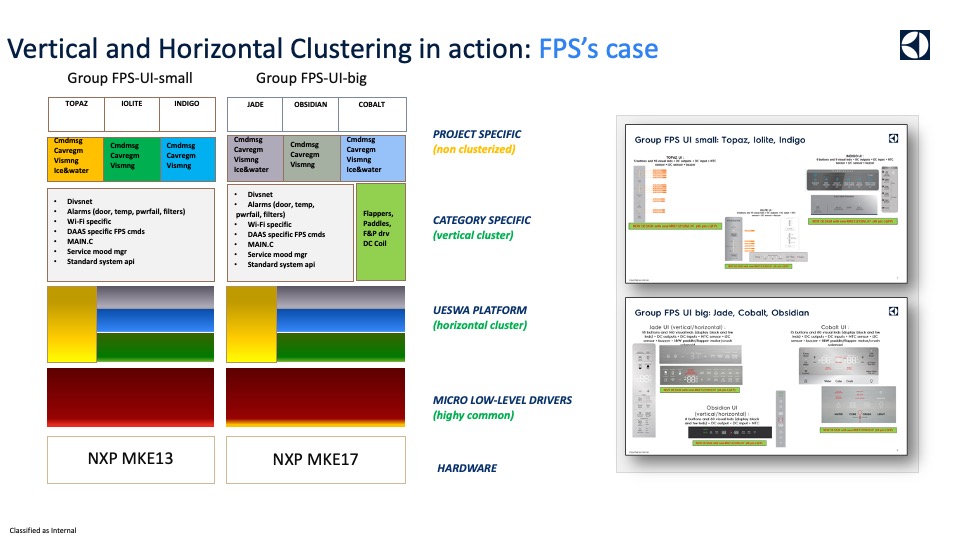 Vertical and Horizontal Clustering in action: FPS's case
Group FPS-UI-small
Group FPS-UI-big
TOPAZ
IOLITE
INDIGO
JADE
OBSIDIAN
COBALT
Cmdmsg
Cavregm
Vismng
Ice&water
Cmdmsg
Cavregm
Vismng
Cmdmsg
Cavregm
Vismng
Cmdmsg
Cavregm
Vismng
Ice&water
Cmdmsg
Cavregm
Vismng
Cmdmsg
Cavregm
Vismng
Ice&water
PROJECT SPECIFIC
(non clusterized)
• Divsnet
• Alarms (door, temp, pwrfail, filters)
• Wi-Fi specific
• DAAS specific FPS cmds
• MAIN.C
• Service mood mgr
• Standard system api
• Divsnet
• Alarms (door, temp,
pwrfail, filters)
• Wi-Fi specific
• DAAS specific FPS cmds
• MAIN.C
• Service mood mgr
• Standard system api
Flappers,
Paddles,
F&P drv
DC Coil
CATEGORY SPECIFIC
(vertical cluster)
UESWA PLATFORM
(horizontal cluster)
MICRO LOW-LEVEL DRIVERS
(highy common)
NXP MKE13
NXP MKE17
HARDWARE
Group FPS UI small: Topaz, Iolite, Indigo
TOPAZ UI :
INDIGO UI :
Group FPS UI big: Jade, Cobalt, Obsidian
Jade UI (vertical/horizontal) :
Cobalt UI :
Obsidian UI
(vertical/horizontal) :
Classified as Internal